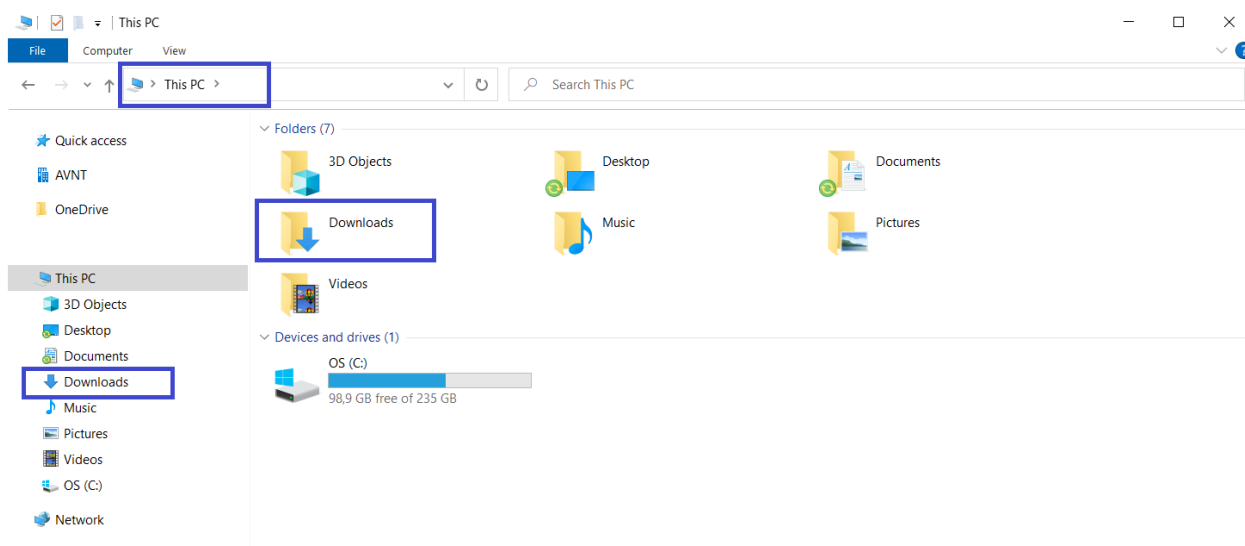 This PC
File Computer View
This PC
Search This PC
Quick access
AVNT
OneDrive
This PC
3D Objects
Desktop
Documents
Downloads
Music
Pictures
Videos
OS (C:)
Network
Folders (7)
3D Objects Desktop Documents
Downloads Music Pictures
Videos
Devices and drives (1)
OS (C:)
98,9 GB free of 235 GB